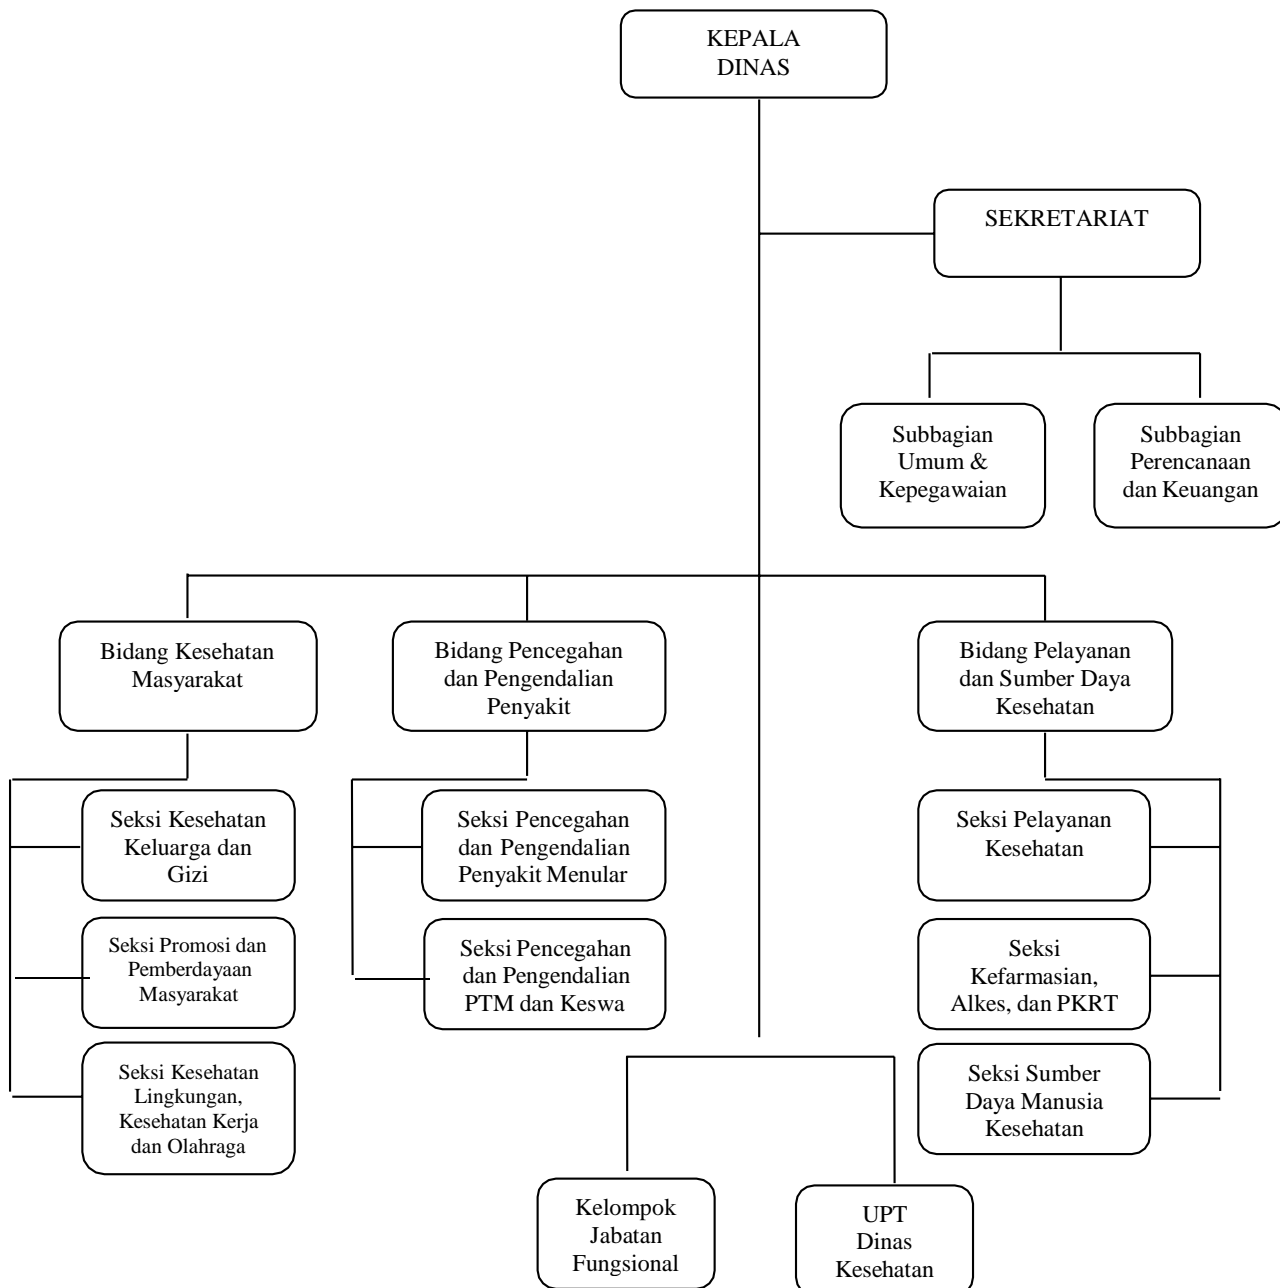 KEPALA
DINAS
SEKRETARIAT
Subbagian
Umum &
Kepegawaian
Subbagian
Perencanaan
dan Keuangan
Bidang Kesehatan
Masyarakat
Bidang Pencegahan
dan Pengendalian
Penyakit
Bidang Pelayanan
dan Sumber Daya
Kesehatan
Seksi Kesehatan
Keluarga dan
Gizi
Seksi Pencegahan
dan Pengendalian
Penyakit Menular
Seksi Pelayanan
Kesehatan
Seksi Promosi dan
Pemberdayaan
Masyarakat
Seksi Pencegahan
dan Pengendalian
PTM dan Keswa
Seksi
Kefarmasian,
Alkes, dan PKRT
Seksi Kesehatan
Lingkungan,
Kesehatan Kerja
dan Olahraga
Seksi Sumber
Daya Manusia
Kesehatan
Kelompok
Jabatan
Fungsional
UPT
Dinas
Kesehatan